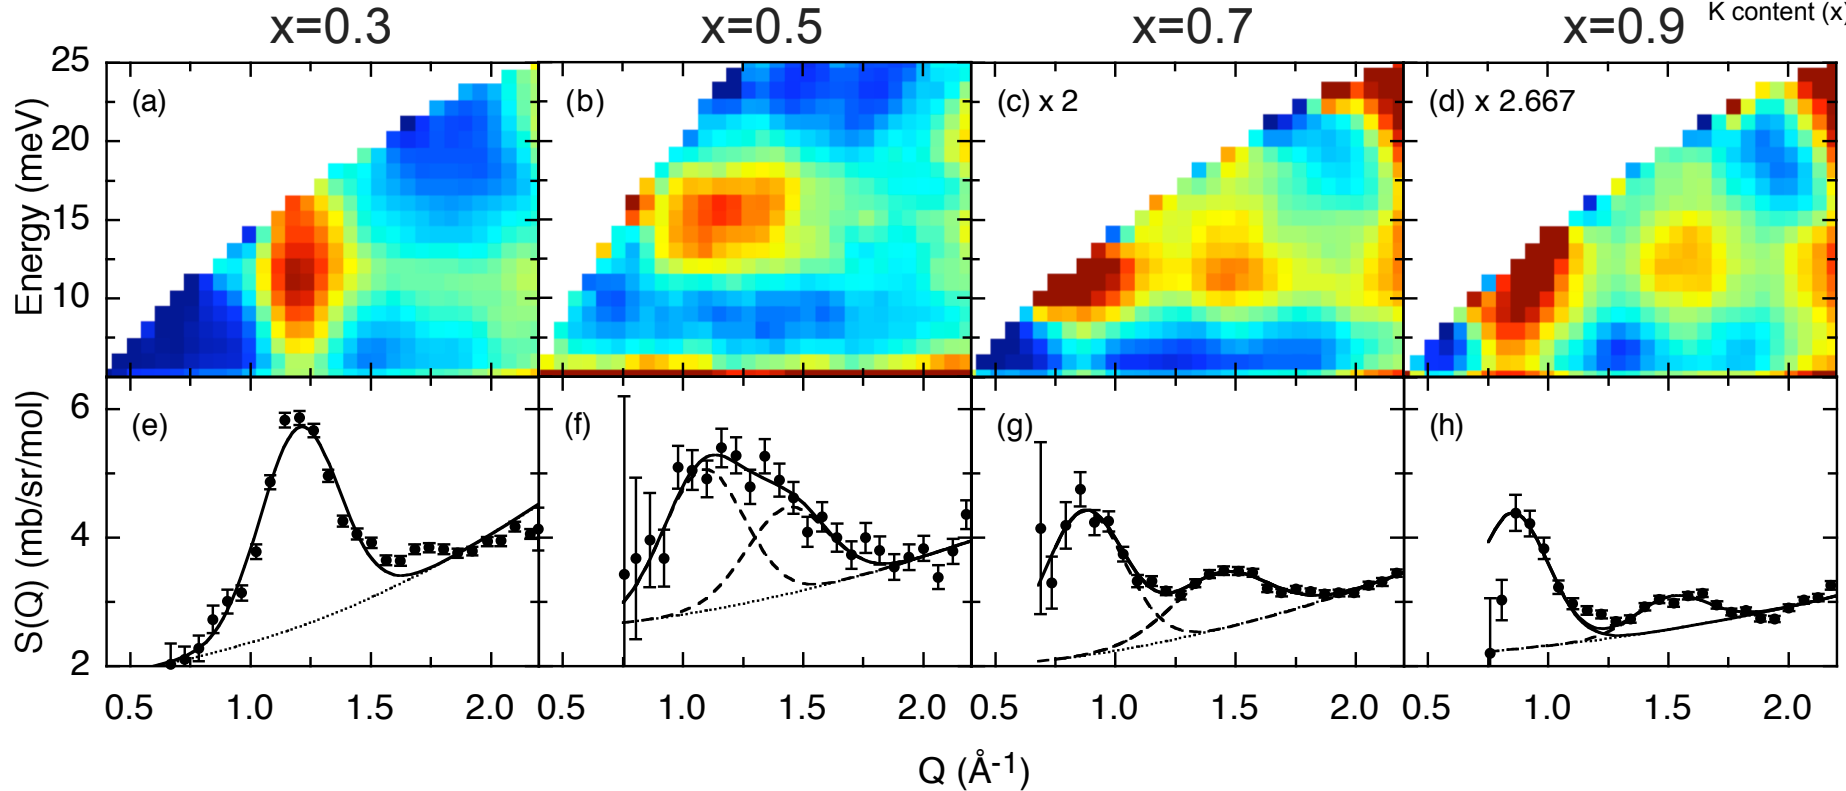 x=0.3 x=0.5 x=0.7 x=0.9 K content (x)
25 (a) (b) (c) x 2 (d) x 2.667
20
15
10
Energy (meV)
6 (e) (f) (g) (h)
4
2
S(Q) (mb/sr/mol)
0.5 1.0 1.5 2.0 0.5 1.0 1.5 2.0 0.5 1.0 1.5 2.0 0.5 1.0 1.5 2.0
Q (Å-1)